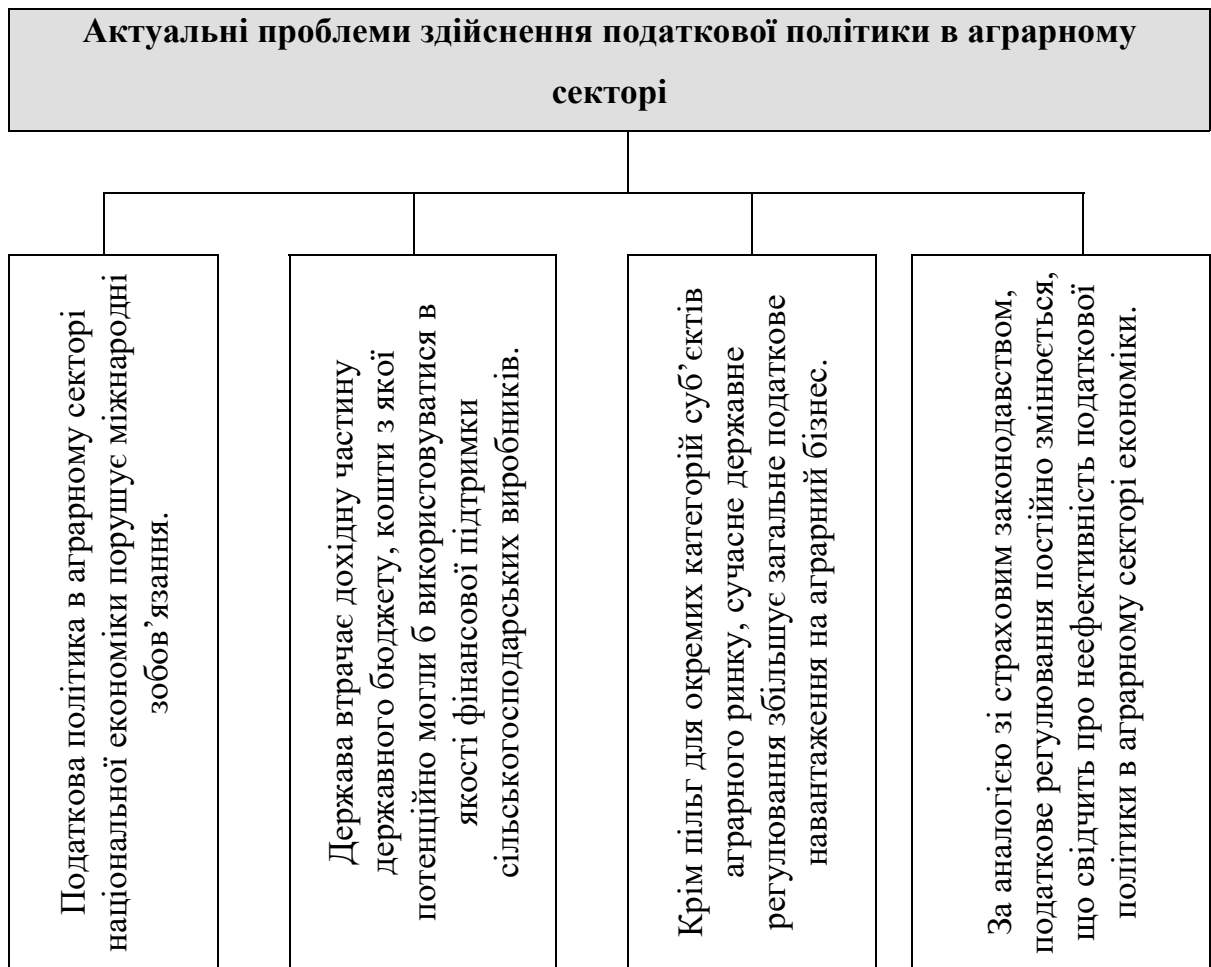 Актуальні проблеми здійснення податкової політики в аграрному
секторі
Податкова політика в аграрному секторі
національної економіки порушує міжнародні
зобов’язання.
Держава втрачає дохідну частину
державного бюджету, кошти з якої
потенційно могли б використовуватися в
якості фінансової підтримки
сільськогосподарських виробників.
Крім пільг для окремих категорій суб’єктів
аграрного ринку, сучасне державне
регулювання збільшує загальне податкове
навантаження на аграрний бізнес.
За аналогією зі страховим законодавством,
податкове регулювання постійно змінюється,
що свідчить про неефективність податкової
політики в аграрному секторі економіки.